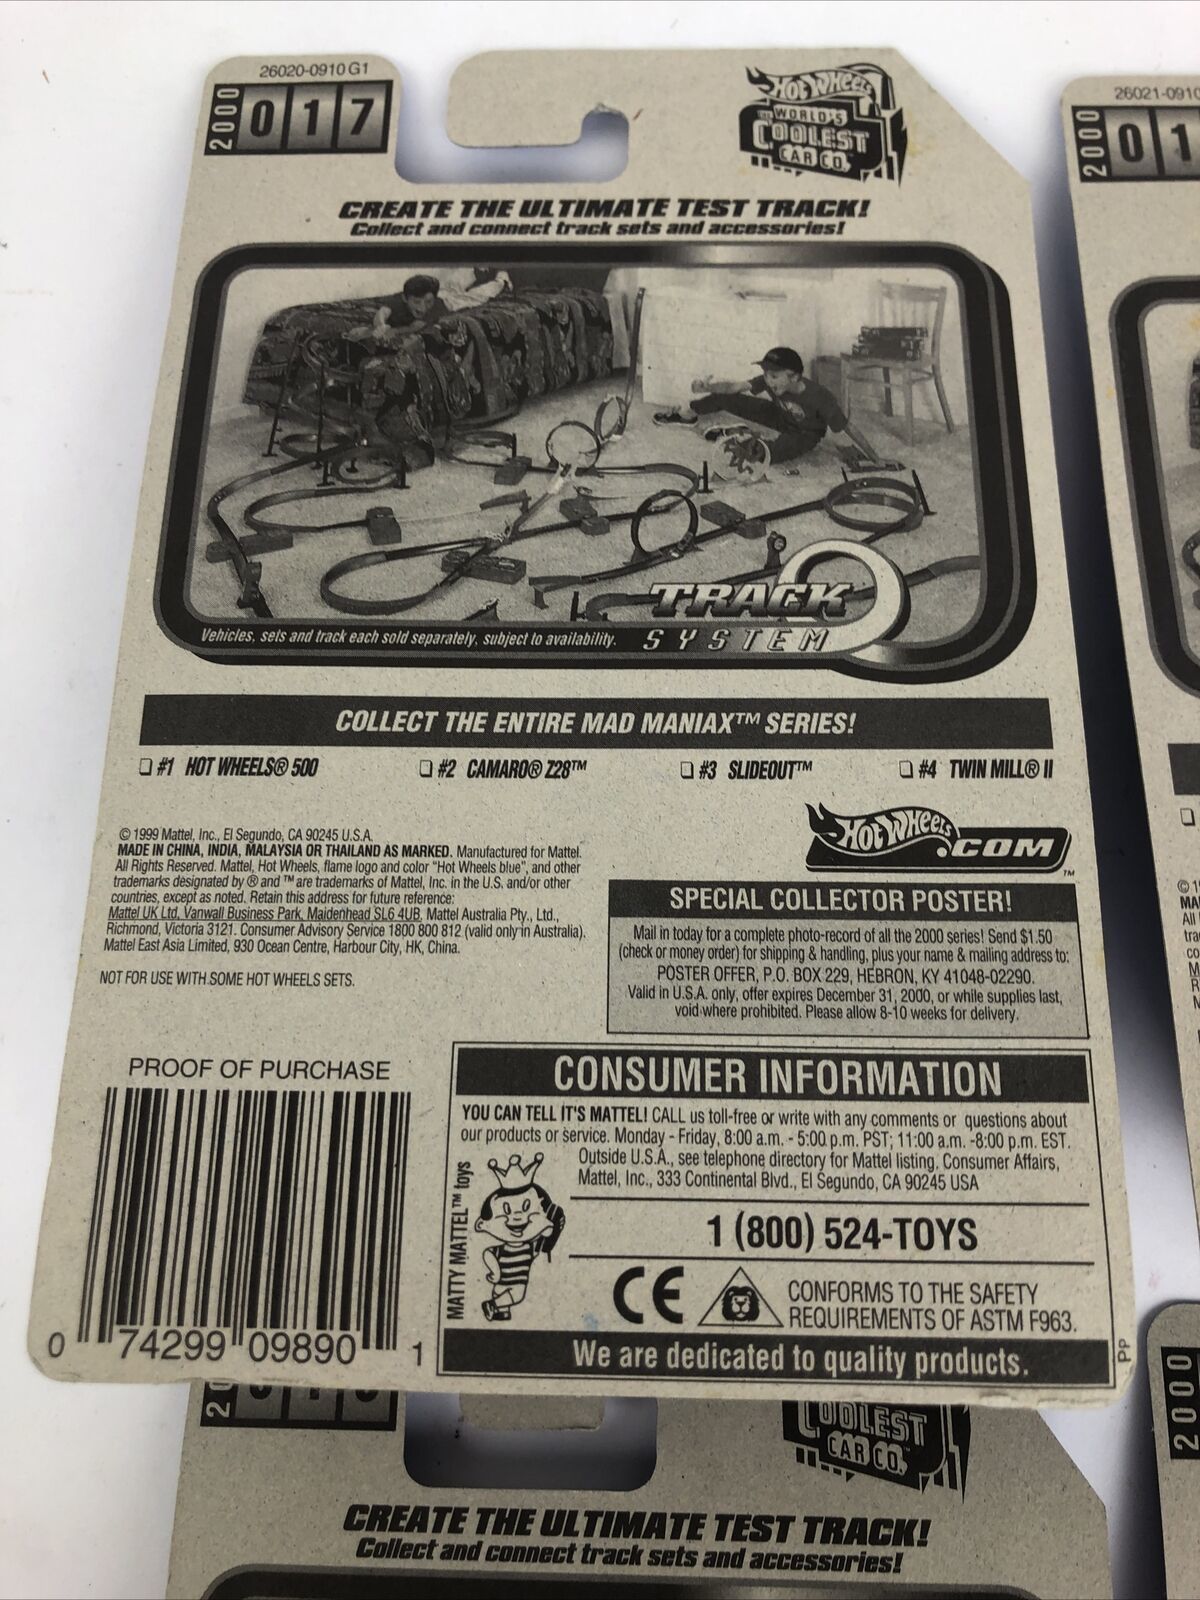 26020-0910 G1
2000 017
Hot Wheels
THE WORLD'S
COOLEST
CAR CO.™
CREATE THE ULTIMATE TEST TRACK!
Collect and connect track sets and accessories!
Vehicles, sets and track each sold separately, subject to availability.
TRACK
SYSTEM
COLLECT THE ENTIRE MAD MANIAX™ SERIES!
❏ #1 HOT WHEELS® 500 ❏ #2 CAMARO® Z28™ ❏ #3 SLIDEOUT™ ❏ #4 TWIN MILL® II
© 1999 Mattel, Inc., El Segundo, CA 90245 U.S.A.
MADE IN CHINA, INDIA, MALAYSIA OR THAILAND AS MARKED. Manufactured for Mattel.
All Rights Reserved. Mattel, Hot Wheels, flame logo and color "Hot Wheels blue", and other
trademarks designated by ® and ™ are trademarks of Mattel, Inc. in the U.S. and/or other
countries, except as noted. Retain this address for future reference:
Mattel UK Ltd, Vanwall Business Park, Maidenhead SL6 4UB, Mattel Australia Pty., Ltd.,
Richmond, Victoria 3121. Consumer Advisory Service 1800 800 812 (valid only in Australia).
Mattel East Asia Limited, 930 Ocean Centre, Harbour City, HK, China.
NOT FOR USE WITH SOME HOT WHEELS SETS.
Hot Wheels
.COM™
SPECIAL COLLECTOR POSTER!
Mail in today for a complete photo-record of all the 2000 series! Send $1.50
(check or money order) for shipping & handling, plus your name & mailing address to:
POSTER OFFER, P.O. BOX 229, HEBRON, KY 41048-02290.
Valid in U.S.A. only, offer expires December 31, 2000, or while supplies last,
void where prohibited. Please allow 8-10 weeks for delivery.
PROOF OF PURCHASE
0 74299 09890 1
CONSUMER INFORMATION
YOU CAN TELL IT'S MATTEL! CALL us toll-free or write with any comments or questions about
our products or service. Monday - Friday, 8:00 a.m. - 5:00 p.m. PST; 11:00 a.m. -8:00 p.m. EST.
Outside U.S.A., see telephone directory for Mattel listing. Consumer Affairs,
Mattel, Inc., 333 Continental Blvd., El Segundo, CA 90245 USA
MATTY MATTEL™ toys
1 (800) 524-TOYS
CE
CONFORMS TO THE SAFETY
REQUIREMENTS OF ASTM F963.
We are dedicated to quality products.
PP
26021-0910
2000 01
COOLEST
CAR CO.
CREATE THE ULTIMATE TEST TRACK!
Collect and connect track sets and accessories!
2000